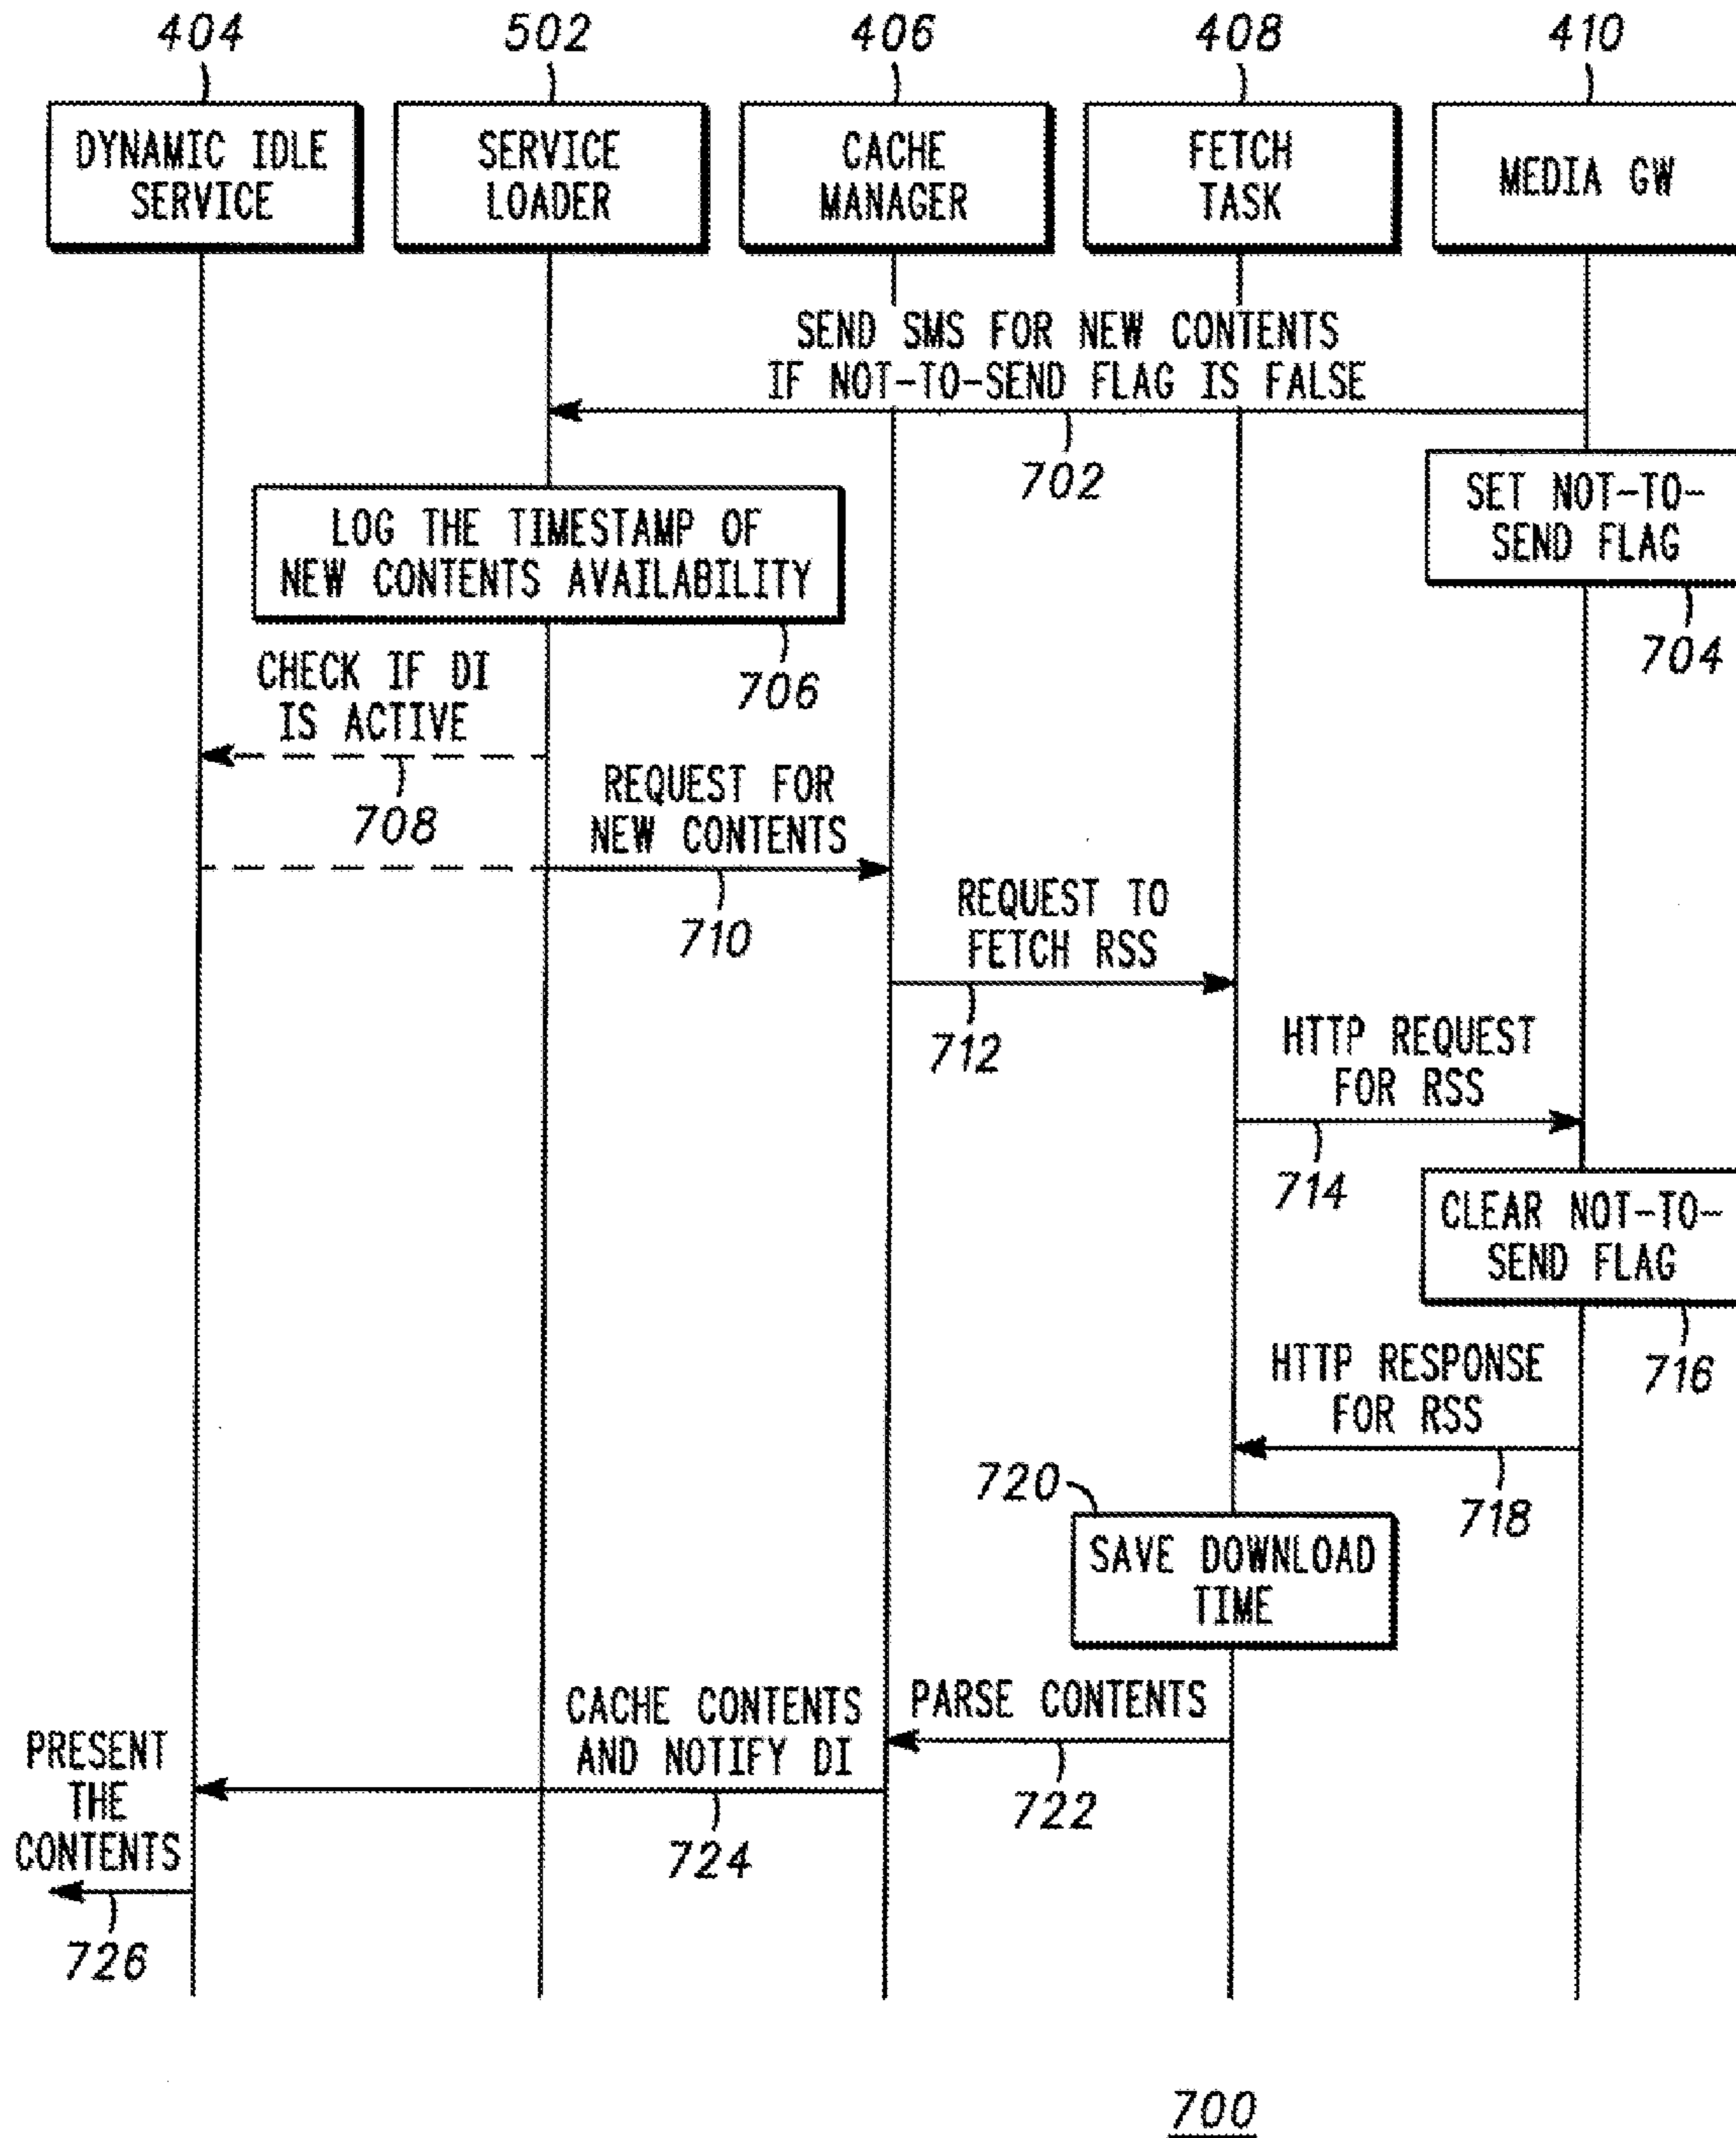 404
502
406
408
410
DYNAMIC IDLE
SERVICE
SERVICE
LOADER
CACHE
MANAGER
FETCH
TASK
MEDIA GW
SEND SMS FOR NEW CONTENTS
IF NOT-TO-SEND FLAG IS FALSE
702
SET NOT-TO-
SEND FLAG
704
LOG THE TIMESTAMP OF
NEW CONTENTS AVAILABILITY
706
CHECK IF DI
IS ACTIVE
708
REQUEST FOR
NEW CONTENTS
710
REQUEST TO
FETCH RSS
712
HTTP REQUEST
FOR RSS
714
CLEAR NOT-TO-
SEND FLAG
716
HTTP RESPONSE
FOR RSS
718
720
SAVE DOWNLOAD
TIME
PARSE CONTENTS
722
CACHE CONTENTS
AND NOTIFY DI
724
PRESENT
THE
CONTENTS
726
700